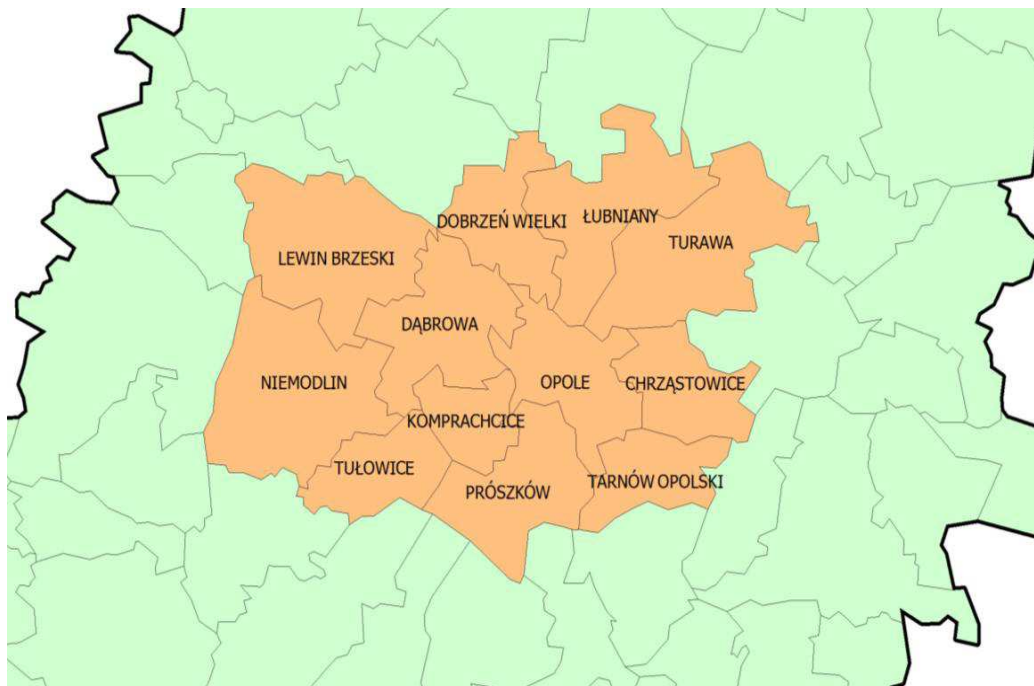 DOBRZEŃ WIELKI
ŁUBNIANY
TURAWA
LEWIN BRZESKI
DĄBROWA
NIEMODLIN
OPOLE
CHRZĄSTOWICE
KOMPRACHCICE
TUŁOWICE
PRÓSZKÓW
TARNÓW OPOLSKI